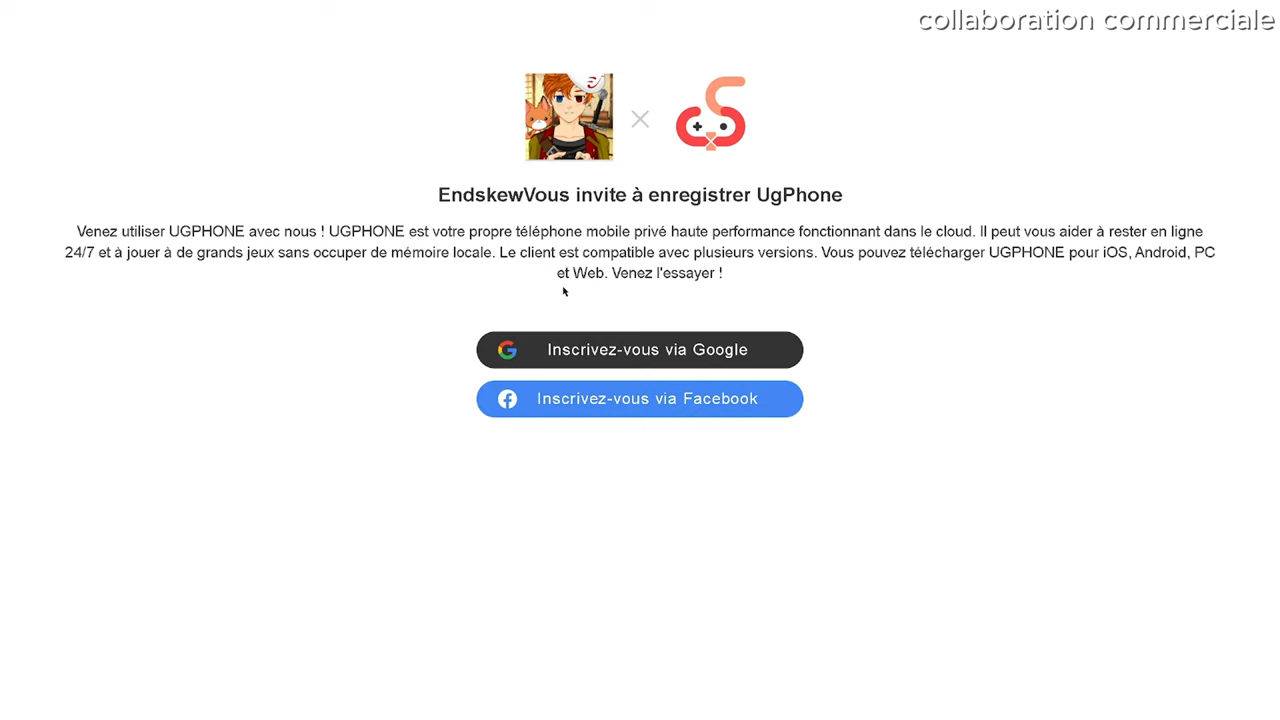 collaboration commerciale
EndskewVous invite à enregistrer UgPhone
Venez utiliser UGPHONE avec nous ! UGPHONE est votre propre téléphone mobile privé haute performance fonctionnant dans le cloud. Il peut vous aider à rester en ligne
24/7 et à jouer à de grands jeux sans occuper de mémoire locale. Le client est compatible avec plusieurs versions. Vous pouvez télécharger UGPHONE pour iOS, Android, PC
et Web. Venez l'essayer !
Inscrivez-vous via Google
Inscrivez-vous via Facebook